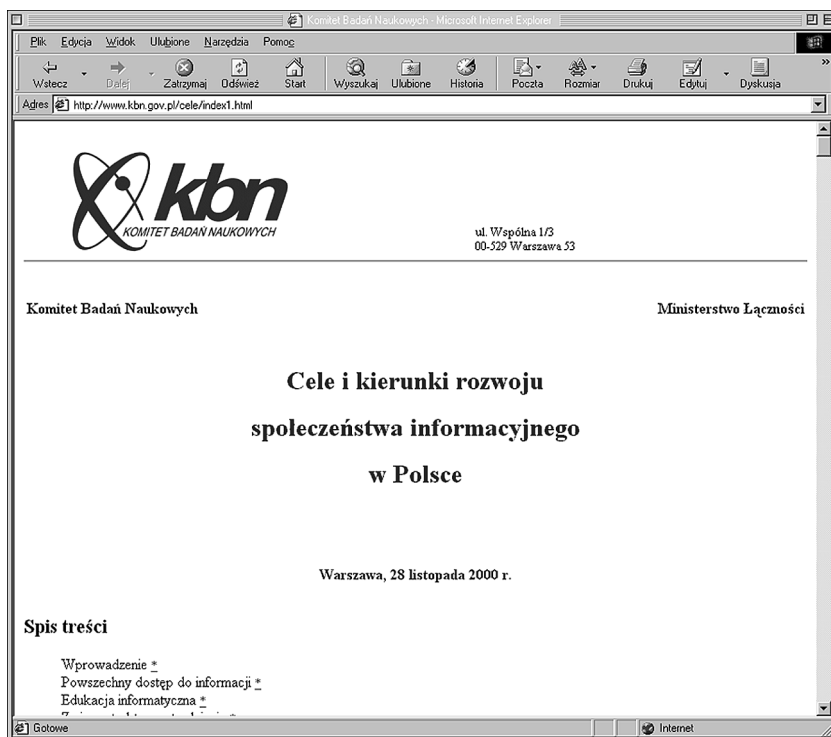 Komitet Badań Naukowych - Microsoft Internet Explorer
Plik Edycja Widok Ulubione Narzędzia Pomoc
Wstecz Dalej Zatrzymaj Odśwież Start Wyszukaj Ulubione Historia Poczta Rozmiar Drukuj Edytuj Dyskusja
Adres http://www.kbn.gov.pl/cele/index1.html
kbn
KOMITET BADAŃ NAUKOWYCH
ul. Wspólna 1/3
00-529 Warszawa 53
Komitet Badań Naukowych Ministerstwo Łączności
Cele i kierunki rozwoju
społeczeństwa informacyjnego
w Polsce
Warszawa, 28 listopada 2000 r.
Spis treści
Wprowadzenie *
Powszechny dostęp do informacji *
Edukacja informatyczna *
Gotowe Internet